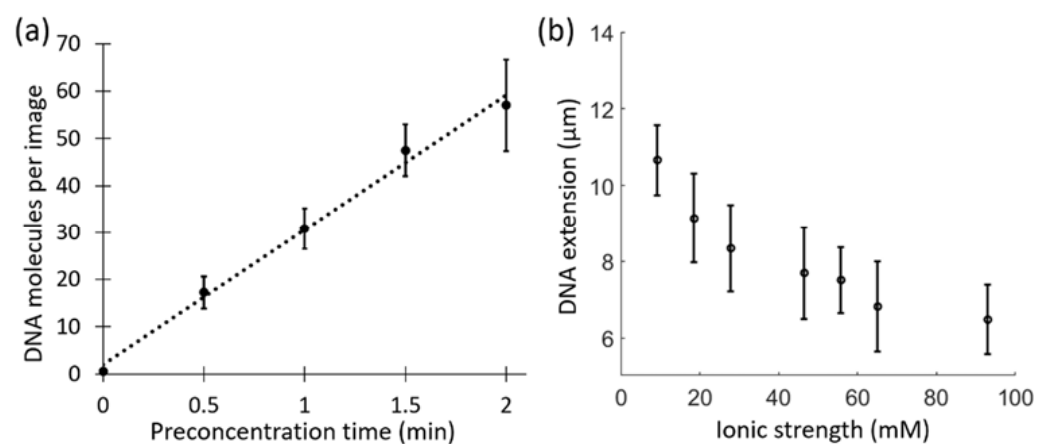 (a)
70
60
50
40
30
20
10
0
DNA molecules per image
0 0.5 1 1.5 2
Preconcentration time (min)
(b)
14
12
10
8
6
DNA extension (μm)
0 20 40 60 80 100
Ionic strength (mM)